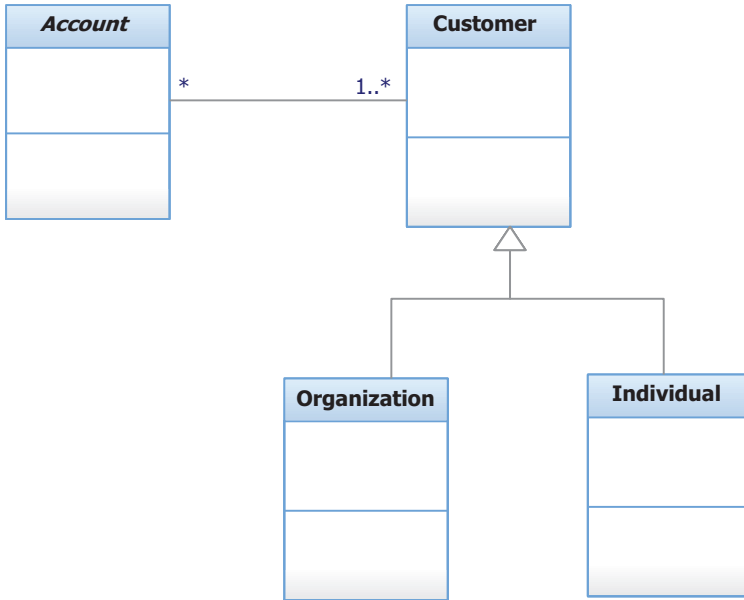 Account
Customer
*
1..*
Organization
Individual